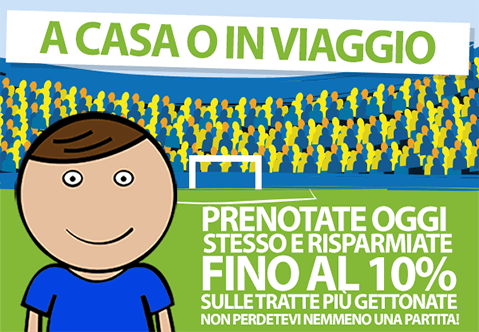 A CASA O IN VIAGGIO
PRENOTATE OGGI
STESSO E RISPARMIATE
FINO AL 10%
SULLE TRATTE PIÙ GETTONATE
NON PERDETEVI NEMMENO UNA PARTITA!